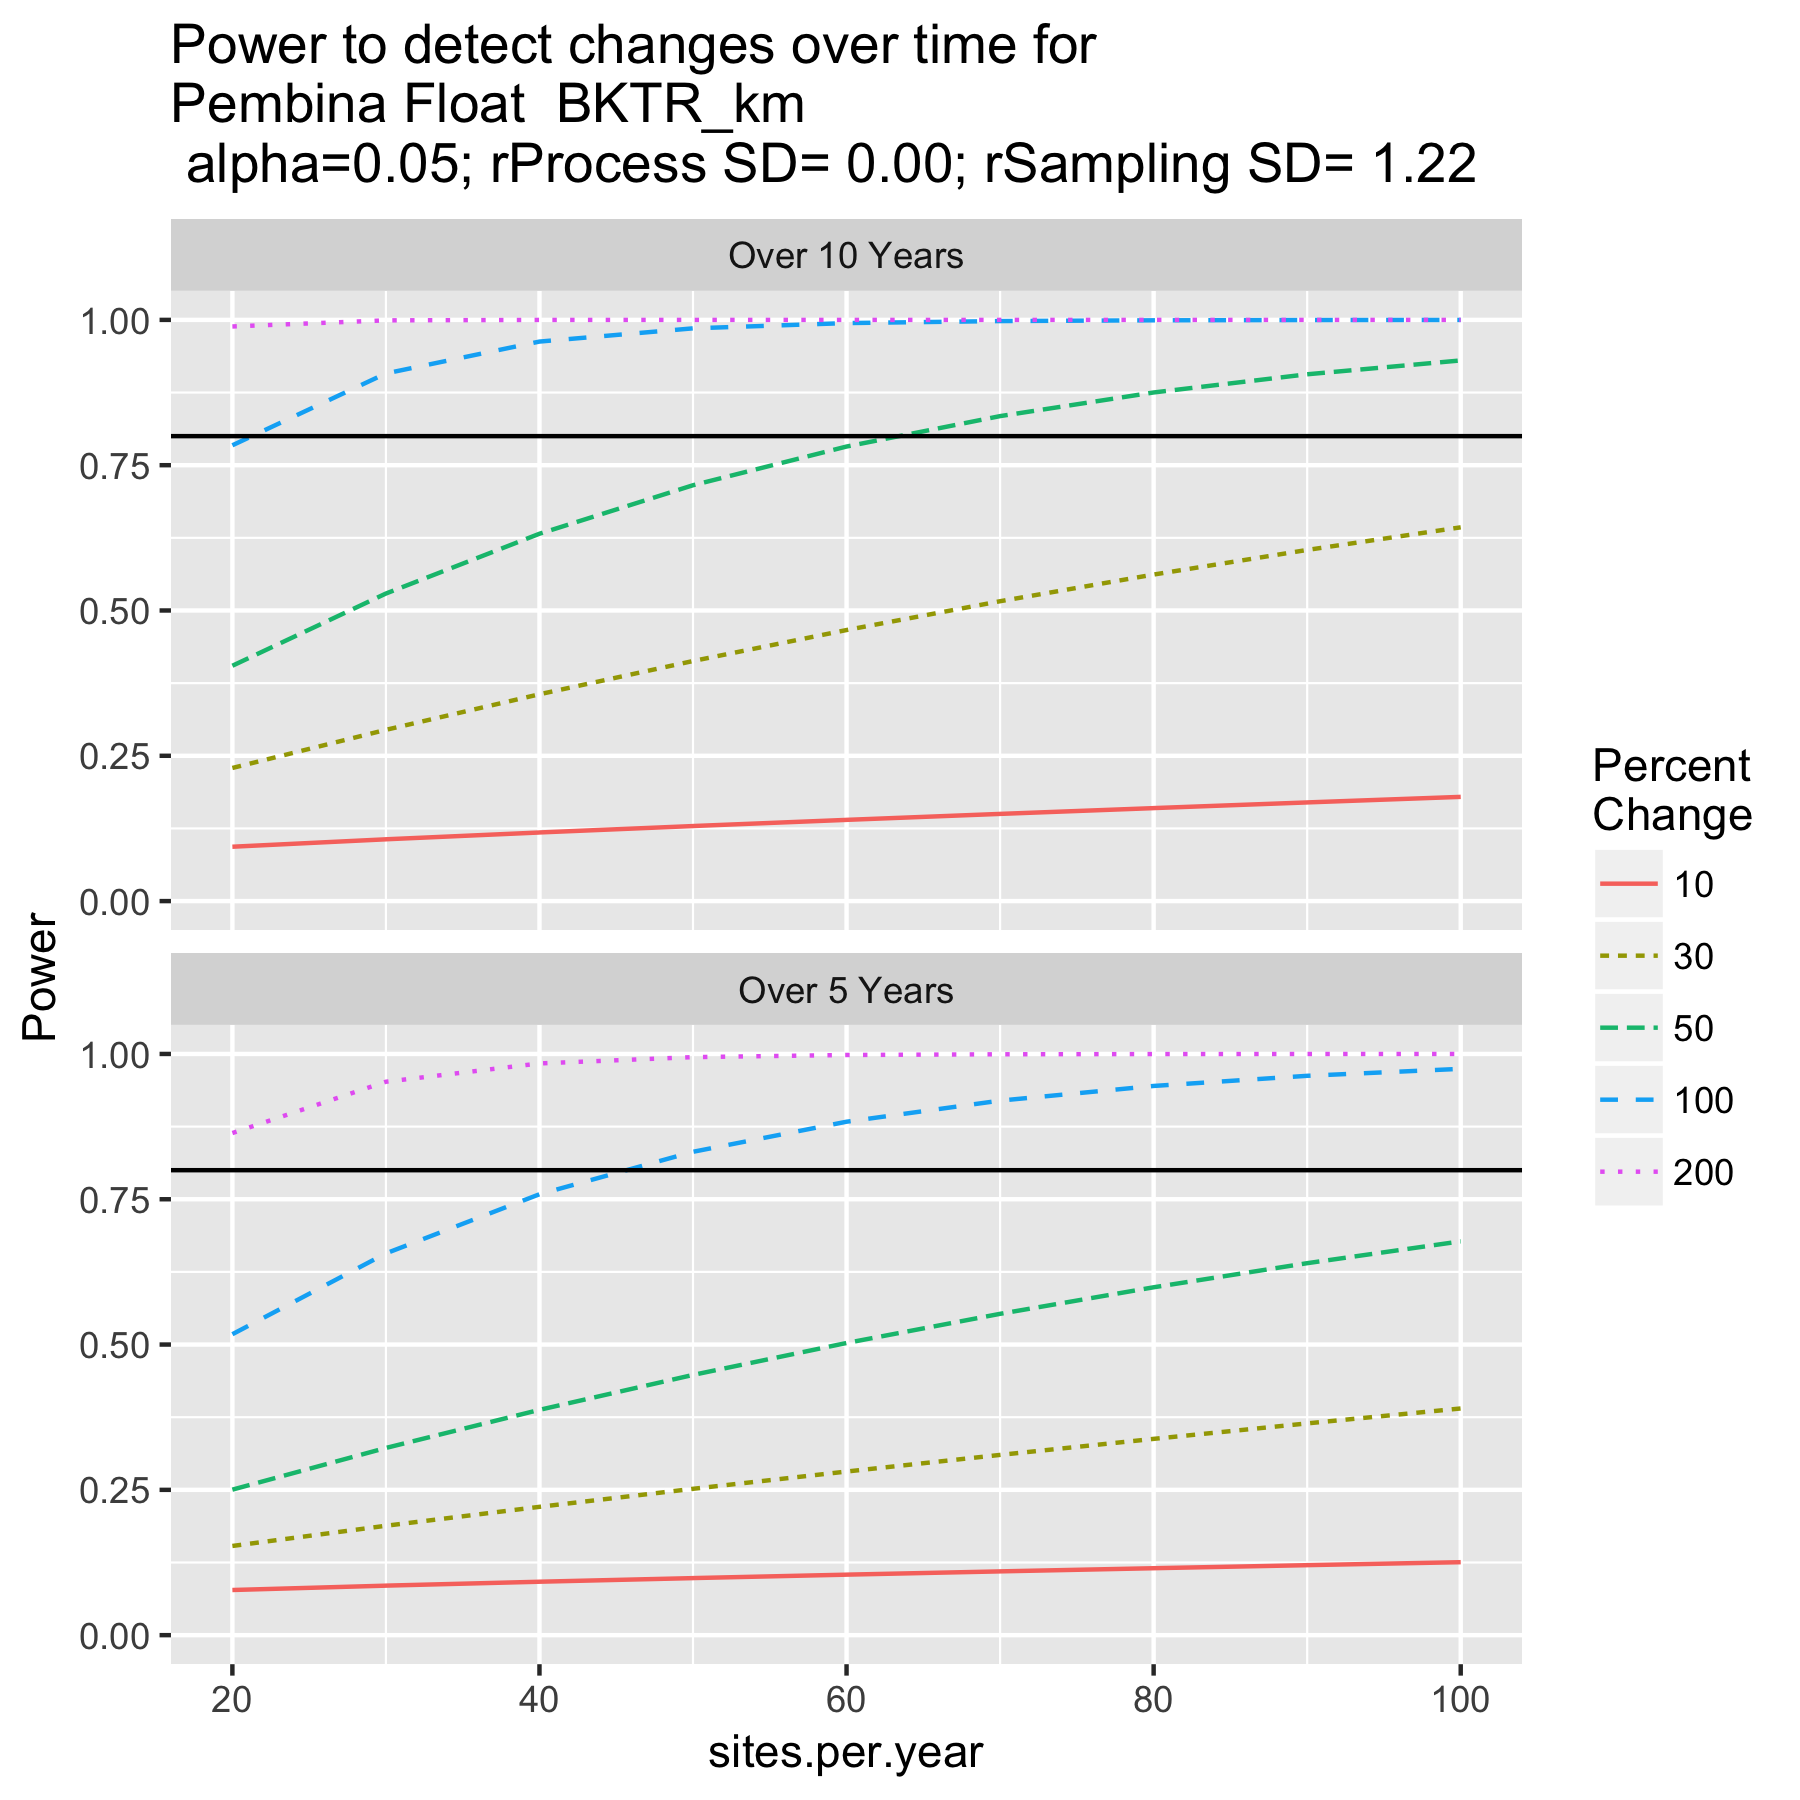 Power to detect changes over time for
Pembina Float  BKTR_km
alpha=0.05; rProcess SD= 0.00; rSampling SD= 1.22
Over 10 Years
1.00
0.75
0.50
0.25
0.00
Over 5 Years
1.00
0.75
0.50
0.25
0.00
Power
20 40 60 80 100
sites.per.year
Percent
Change
10
30
50
100
200